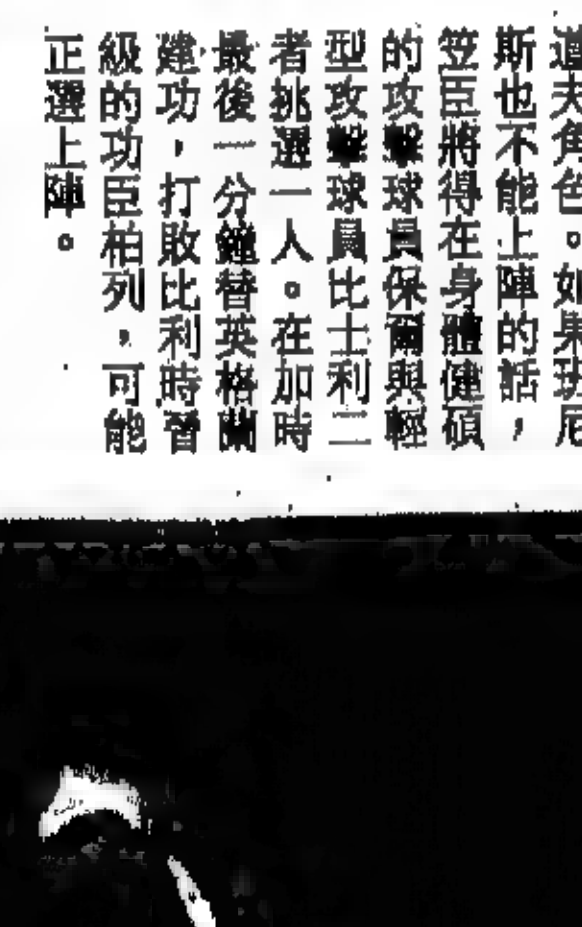 道夫角色。如果班尼
斯也不能上陣的話，
笠臣將得在身體健碩
的攻擊球員保爾與輕
型攻擊球員比士利二
者挑選一人。在加時
最後一分鐘替英格蘭
建功，打敗比利時晉
級的功臣柏列，可能
正選上陣。